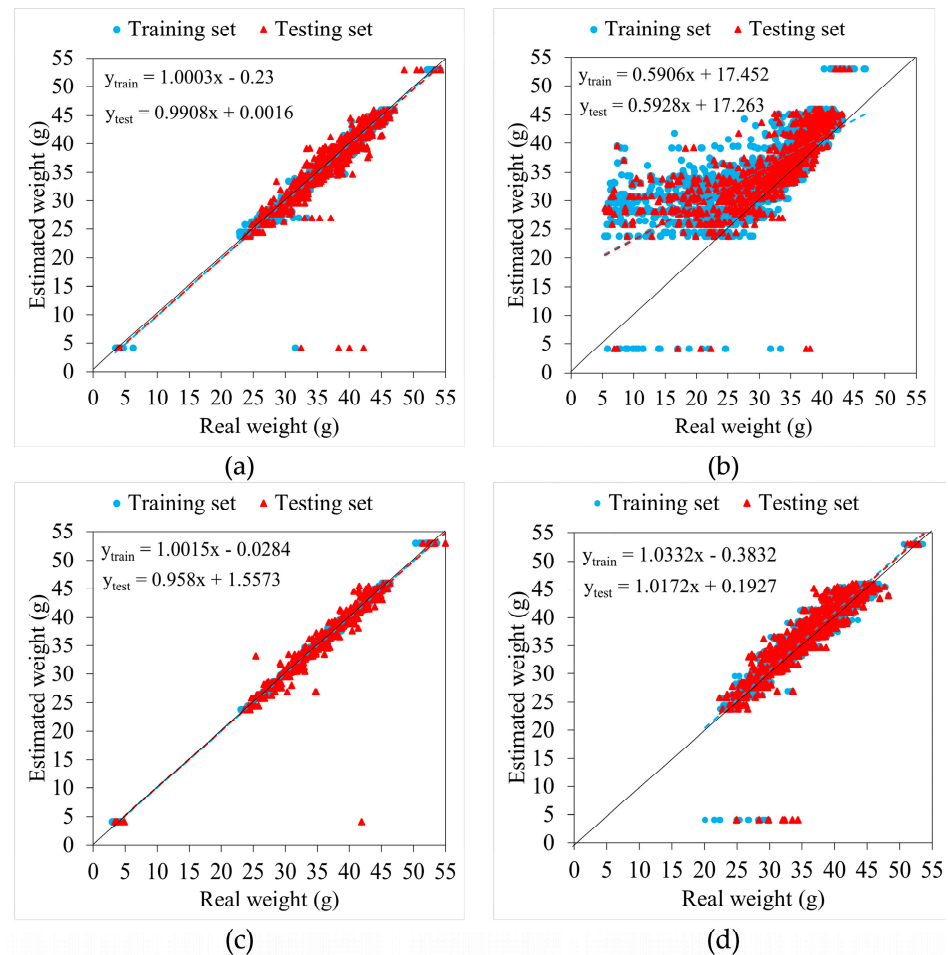 Training set Testing set
y_train = 1.0003x - 0.23
y_test = 0.9908x + 0.0016
Estimated weight (g)
55
50
45
40
35
30
25
20
15
10
5
0
0 5 10 15 20 25 30 35 40 45 50 55
Real weight (g)
(a)
Training set Testing set
y_train = 0.5906x + 17.452
y_test = 0.5928x + 17.263
Estimated weight (g)
55
50
45
40
35
30
25
20
15
10
5
0
0 5 10 15 20 25 30 35 40 45 50 55
Real weight (g)
(b)
Training set Testing set
y_train = 1.0015x - 0.0284
y_test = 0.958x + 1.5573
Estimated weight (g)
55
50
45
40
35
30
25
20
15
10
5
0
0 5 10 15 20 25 30 35 40 45 50 55
Real weight (g)
(c)
Training set Testing set
y_train = 1.0332x - 0.3832
y_test = 1.0172x + 0.1927
Estimated weight (g)
55
50
45
40
35
30
25
20
15
10
5
0
0 5 10 15 20 25 30 35 40 45 50 55
Real weight (g)
(d)